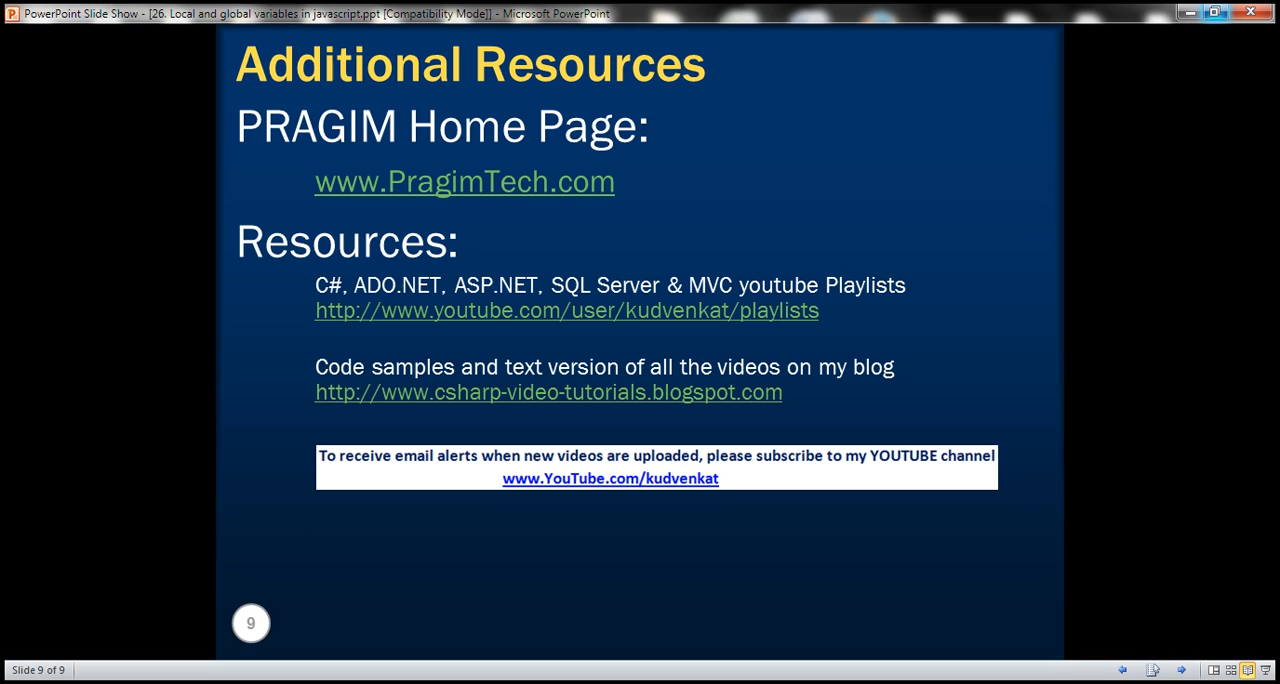 PowerPoint Slide Show - [26. Local and global variables in javascript.ppt [Compatibility Mode]] - Microsoft PowerPoint
Additional Resources
PRAGIM Home Page:
www.PragimTech.com
Resources:
C#, ADO.NET, ASP.NET, SQL Server & MVC youtube Playlists
http://www.youtube.com/user/kudvenkat/playlists
Code samples and text version of all the videos on my blog
http://www.csharp-video-tutorials.blogspot.com
To receive email alerts when new videos are uploaded, please subscribe to my YOUTUBE channel
www.YouTube.com/kudvenkat
9
Slide 9 of 9